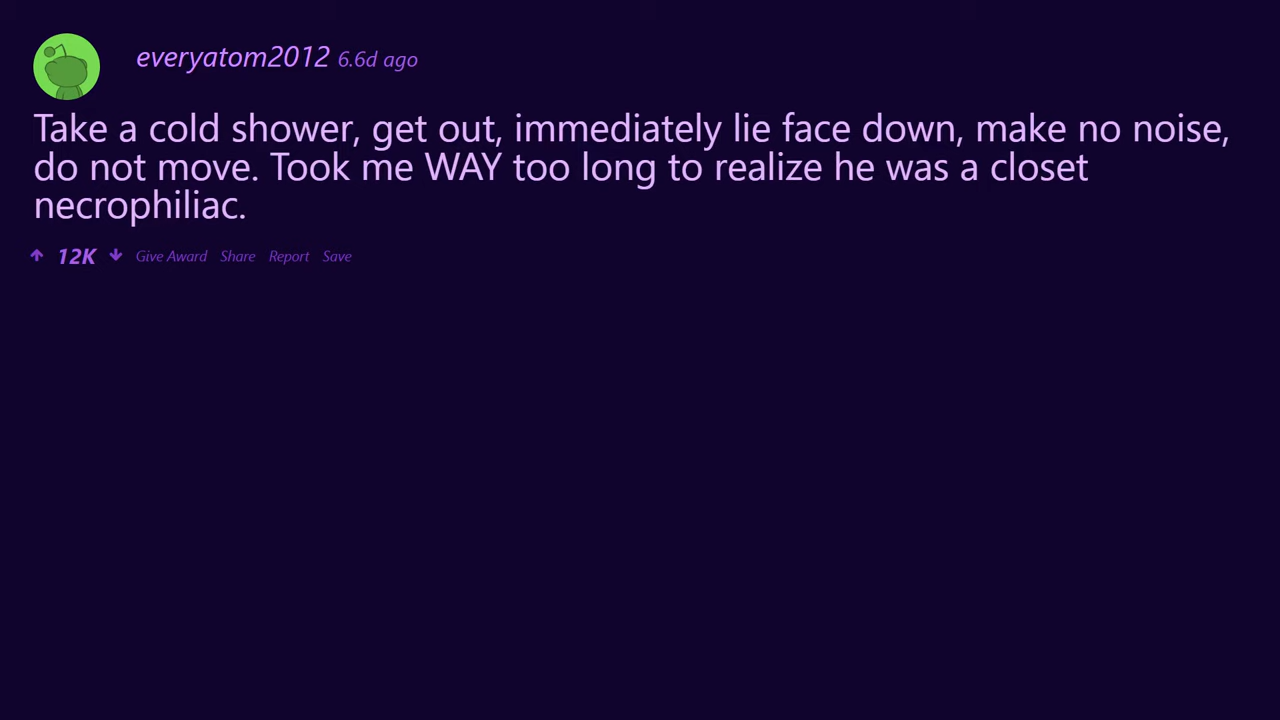 everyatom2012 6.6d ago
Take a cold shower, get out, immediately lie face down, make no noise,
do not move. Took me WAY too long to realize he was a closet
necrophiliac.
12K Give Award Share Report Save